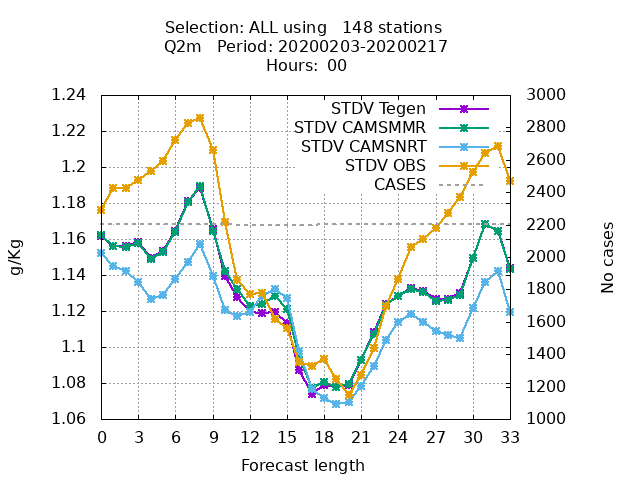 Selection: ALL using   148 stations
Q2m   Period: 20200203-20200217
Hours:  00
1.24
1.22
1.2
1.18
1.16
1.14
1.12
1.1
1.08
1.06
g/Kg
STDV Tegen
STDV CAMSMMR
STDV CAMSNRT
STDV OBS
CASES
3000
2800
2600
2400
2200
2000
1800
1600
1400
1200
1000
No cases
0 3 6 9 12 15 18 21 24 27 30 33
Forecast length